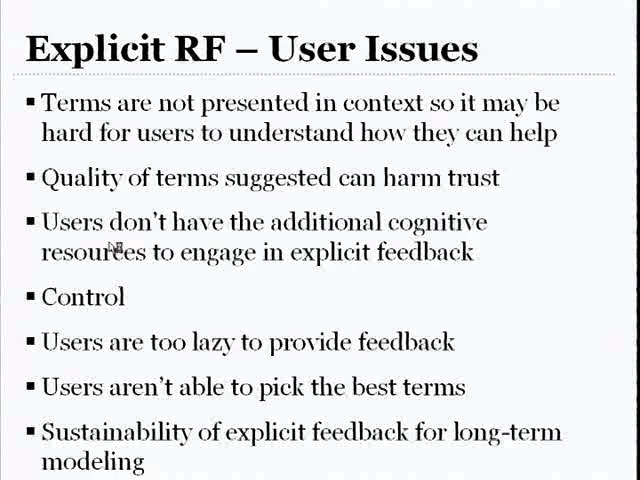 Explicit RF – User Issues
▪ Terms are not presented in context so it may be
hard for users to understand how they can help
▪ Quality of terms suggested can harm trust
▪ Users don't have the additional cognitive
resources to engage in explicit feedback
▪ Control
▪ Users are too lazy to provide feedback
▪ Users aren't able to pick the best terms
▪ Sustainability of explicit feedback for long-term
modeling